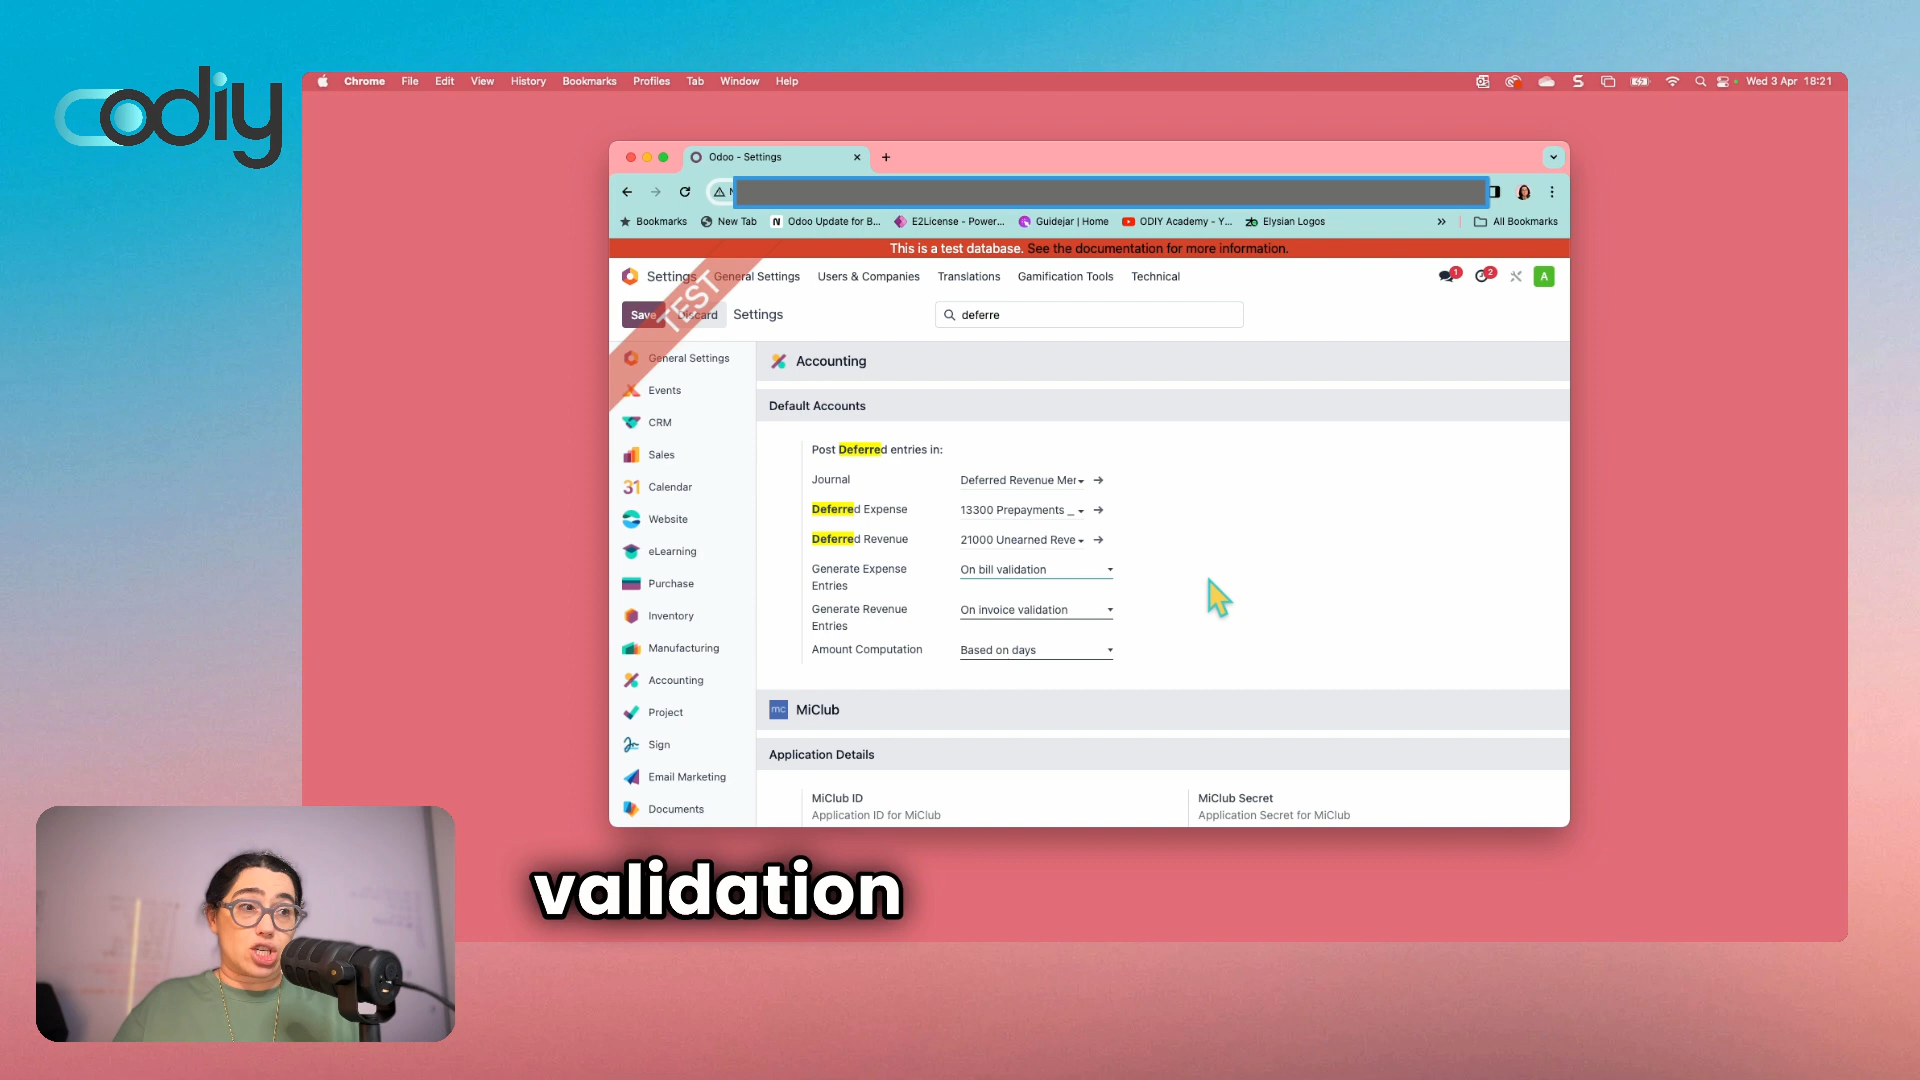 odiy
Chrome File Edit View History Bookmarks Profiles Tab Window Help
Wed 3 Apr 18:21
Odoo - Settings
Bookmarks New Tab Odoo Update for B... E2License - Power... Guidejar | Home ODIY Academy - Y... Elysian Logos » All Bookmarks
This is a test database. See the documentation for more information.
Settings General Settings Users & Companies Translations Gamification Tools Technical 1 2 A
TEST
Save Discard Settings deferre
General Settings
Events
CRM
Sales
31 Calendar
Website
eLearning
Purchase
Inventory
Manufacturing
Accounting
Project
Sign
Email Marketing
Documents
Accounting
Default Accounts
Post Deferred entries in:
Journal Deferred Revenue Mer
Deferred Expense 13300 Prepayments _
Deferred Revenue 21000 Unearned Reve
Generate Expense Entries On bill validation
Generate Revenue Entries On invoice validation
Amount Computation Based on days
mc MiClub
Application Details
MiClub ID
Application ID for MiClub
MiClub Secret
Application Secret for MiClub
validation